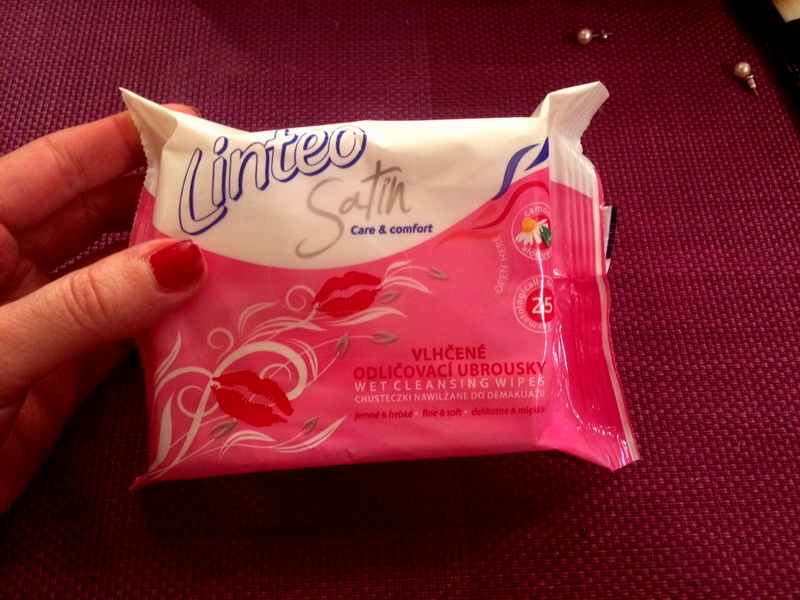 Linteo
Satin
Care & comfort
OPEN HERE
25
VLHČENÉ
ODLIČOVACÍ UBROUSKY
WET CLEANSING WIPES
CHUSTECZKI NAWILŻANE DO DEMAKIJAŻU
jemné & hebké • fine & soft • delikatne & miękkie